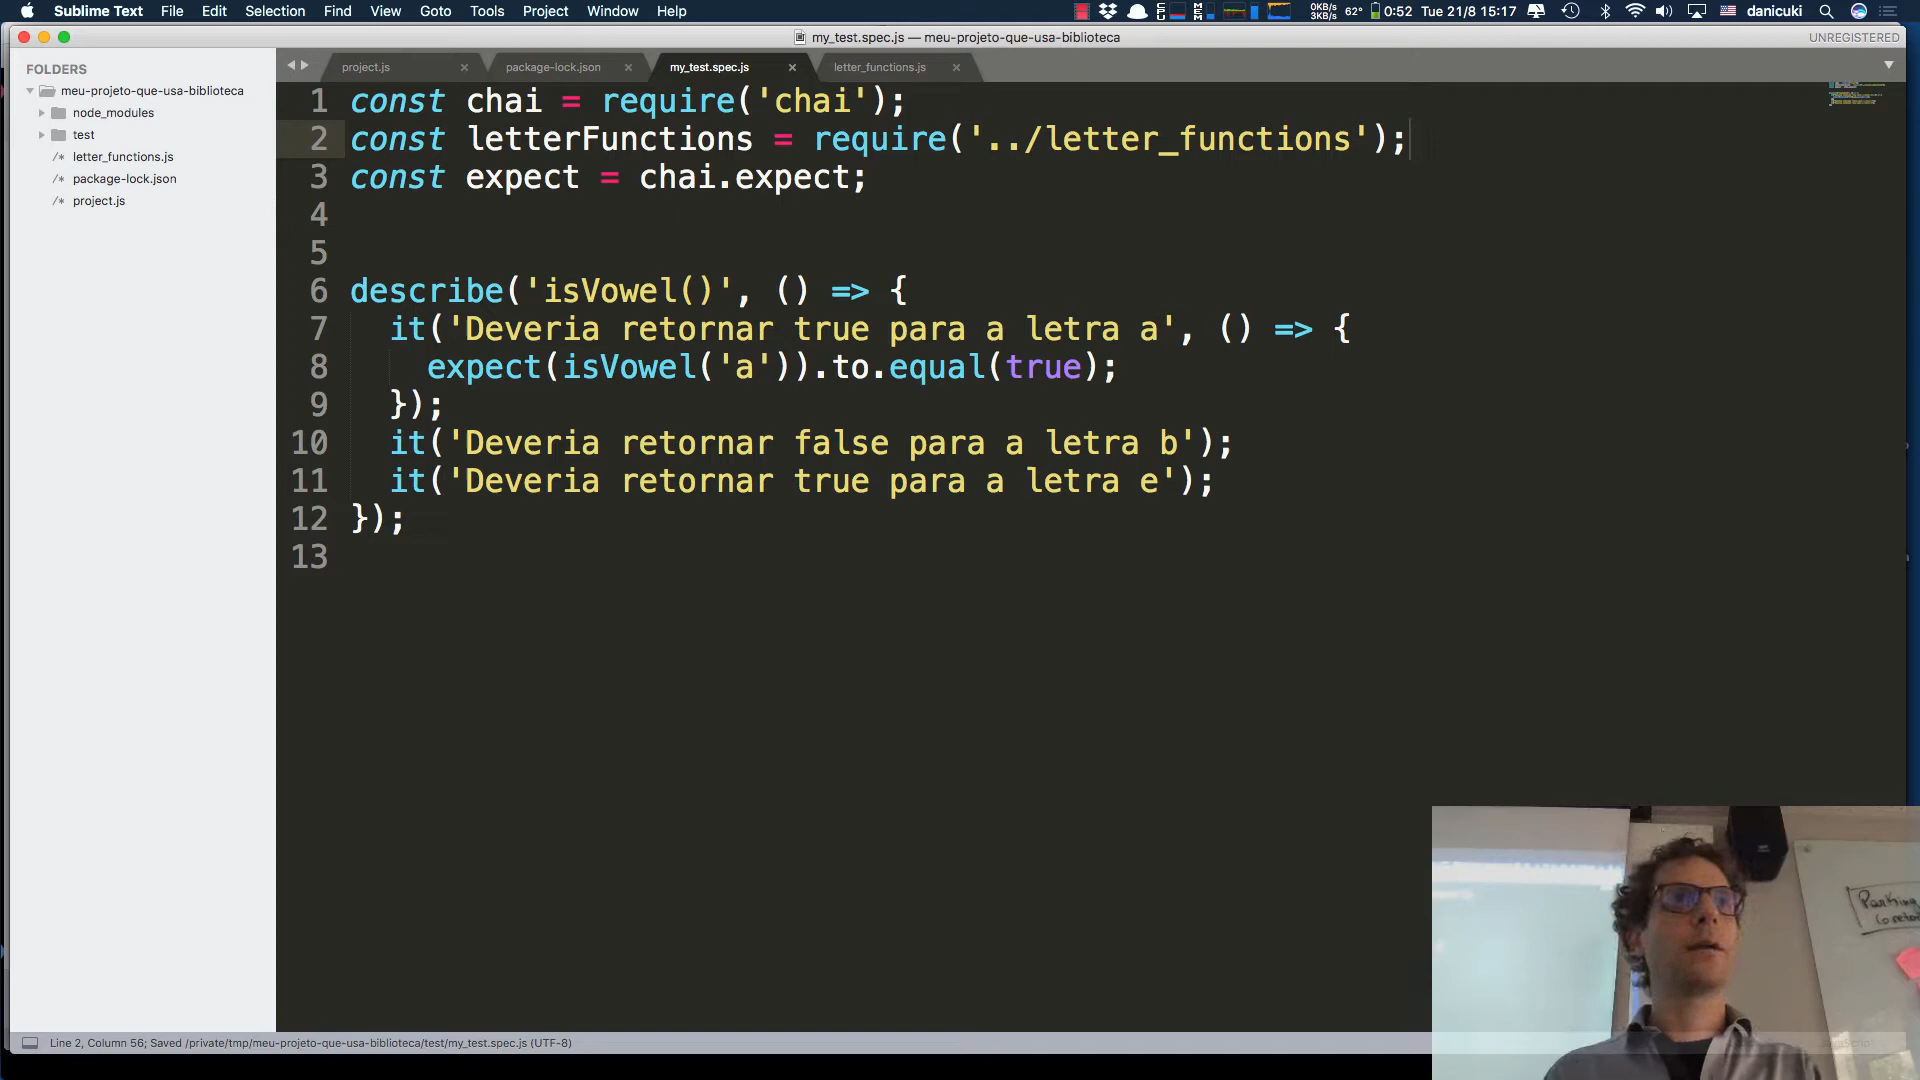 Sublime Text File Edit Selection Find View Goto Tools Project Window Help
0KB/s 3KB/s 62° 0:52 Tue 21/8 15:17 danicuki
my_test.spec.js — meu-projeto-que-usa-biblioteca
UNREGISTERED
FOLDERS
meu-projeto-que-usa-biblioteca
node_modules
test
letter_functions.js
package-lock.json
project.js
project.js package-lock.json my_test.spec.js letter_functions.js
1 const chai = require('chai');
2 const letterFunctions = require('../letter_functions');
3 const expect = chai.expect;
4
5
6 describe('isVowel()', () => {
7 it('Deveria retornar true para a letra a', () => {
8 expect(isVowel('a')).to.equal(true);
9 });
10 it('Deveria retornar false para a letra b');
11 it('Deveria retornar true para a letra e');
12 });
13
Parking
Line 2, Column 56; Saved /private/tmp/meu-projeto-que-usa-biblioteca/test/my_test.spec.js (UTF-8)